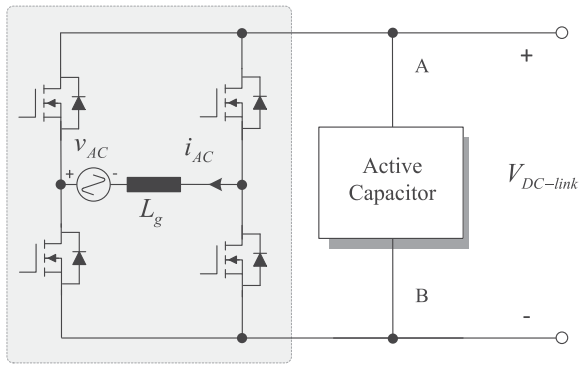 +
A
v_AC
i_AC
+ -
L_g
Active
Capacitor
V_DC-link
B
-